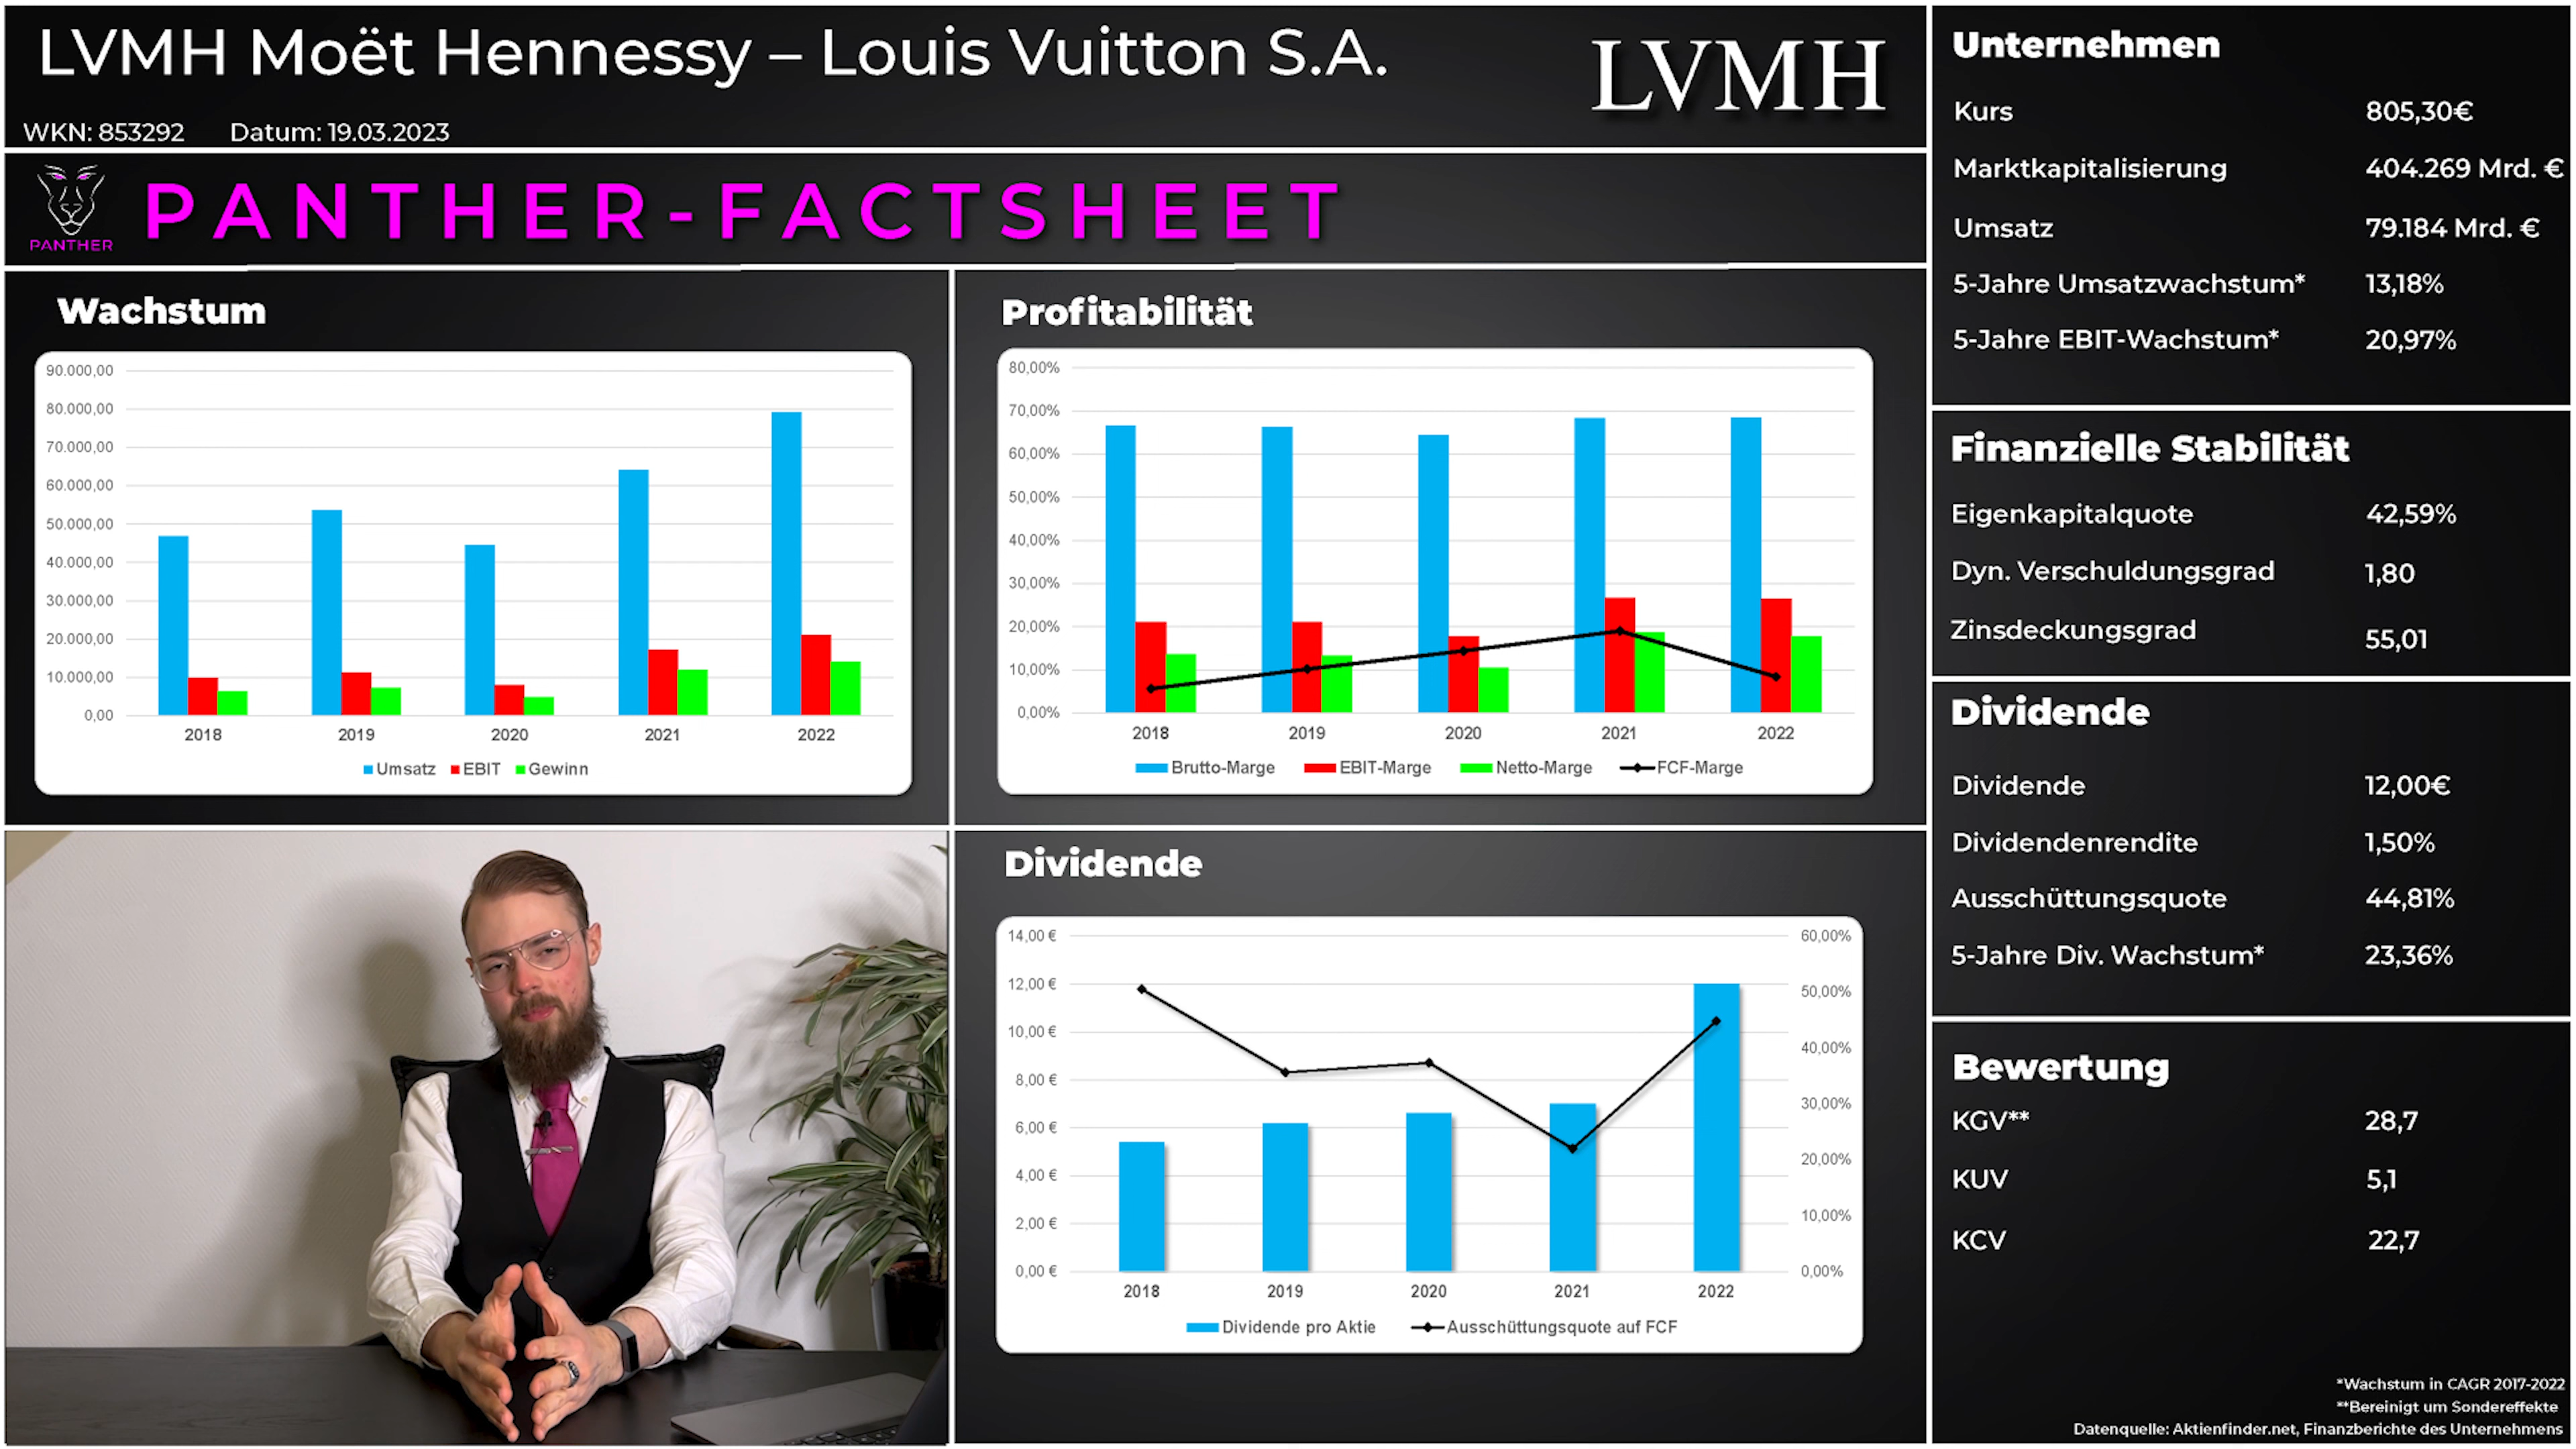 LVMH Moët Hennessy – Louis Vuitton S.A.
LVMH
WKN: 853292 Datum: 19.03.2023
PANTHER
PANTHER-FACTSHEET
Wachstum
90.000,00
80.000,00
70.000,00
60.000,00
50.000,00
40.000,00
30.000,00
20.000,00
10.000,00
0,00
2018 2019 2020 2021 2022
Umsatz EBIT Gewinn
Profitabilität
80,00%
70,00%
60,00%
50,00%
40,00%
30,00%
20,00%
10,00%
0,00%
2018 2019 2020 2021 2022
Brutto-Marge EBIT-Marge Netto-Marge FCF-Marge
Dividende
14,00 € 60,00%
12,00 € 50,00%
10,00 € 40,00%
8,00 € 30,00%
6,00 € 20,00%
4,00 € 10,00%
2,00 € 0,00%
0,00 €
2018 2019 2020 2021 2022
Dividende pro Aktie Ausschüttungsquote auf FCF
Unternehmen
Kurs 805,30€
Marktkapitalisierung 404.269 Mrd. €
Umsatz 79.184 Mrd. €
5-Jahre Umsatzwachstum* 13,18%
5-Jahre EBIT-Wachstum* 20,97%
Finanzielle Stabilität
Eigenkapitalquote 42,59%
Dyn. Verschuldungsgrad 1,80
Zinsdeckungsgrad 55,01
Dividende
Dividende 12,00€
Dividendenrendite 1,50%
Ausschüttungsquote 44,81%
5-Jahre Div. Wachstum* 23,36%
Bewertung
KGV** 28,7
KUV 5,1
KCV 22,7
*Wachstum in CAGR 2017-2022
**Bereinigt um Sondereffekte
Datenquelle: Aktienfinder.net, Finanzberichte des Unternehmens